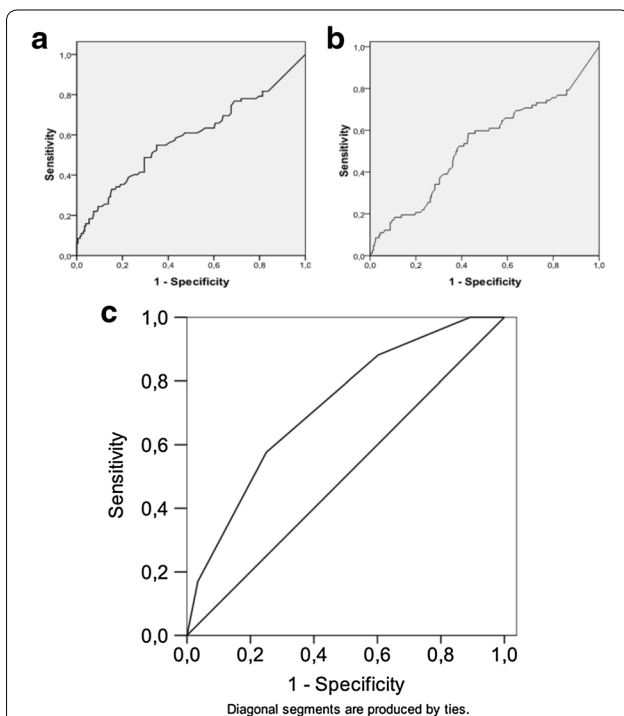 a
1,0
0,8
0,6
0,4
0,2
0,0
Sensitivity
0,0 0,2 0,4 0,6 0,8 1,0
1 - Specificity
b
1,0
0,8
0,6
0,4
0,2
0,0
Sensitivity
0,0 0,2 0,4 0,6 0,8 1,0
1 - Specificity
c
1,0
0,8
0,6
0,4
0,2
0,0
Sensitivity
0,0 0,2 0,4 0,6 0,8 1,0
1 - Specificity
Diagonal segments are produced by ties.